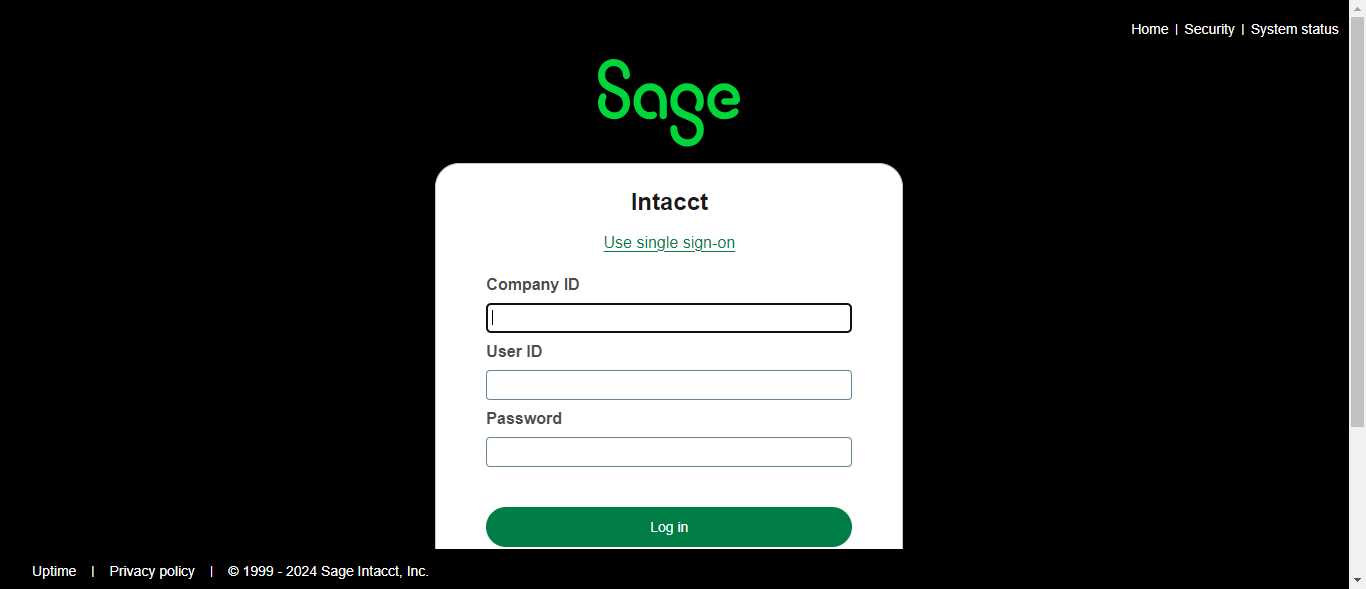 Home | Security | System status
Sage
Intacct
Use single sign-on
Company ID
User ID
Password
Log in
Uptime | Privacy policy | © 1999 - 2024 Sage Intacct, Inc.